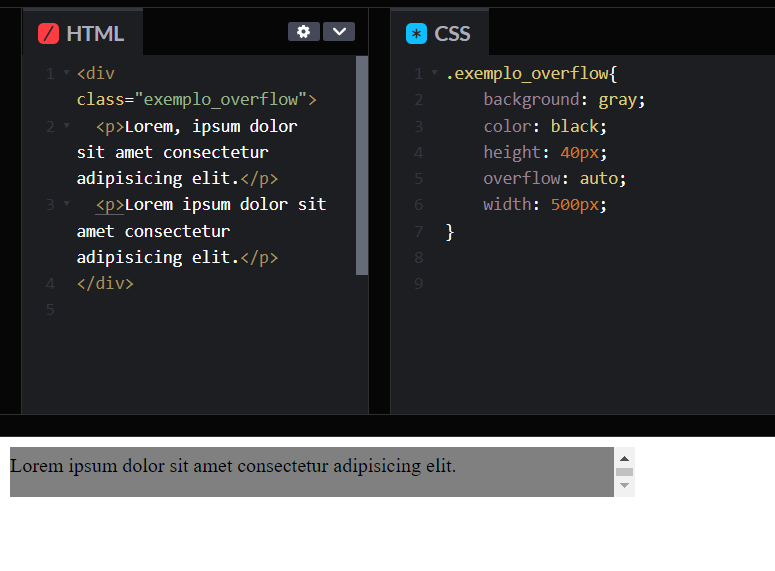 HTML
1 <div
class="exemplo_overflow">
2 <p>Lorem, ipsum dolor
sit amet consectetur
adipisicing elit.</p>
3 <p>Lorem ipsum dolor sit
amet consectetur
adipisicing elit.</p>
4 </div>
5
CSS
1 .exemplo_overflow{
2 background: gray;
3 color: black;
4 height: 40px;
5 overflow: auto;
6 width: 500px;
7 }
8
9
Lorem ipsum dolor sit amet consectetur adipisicing elit.